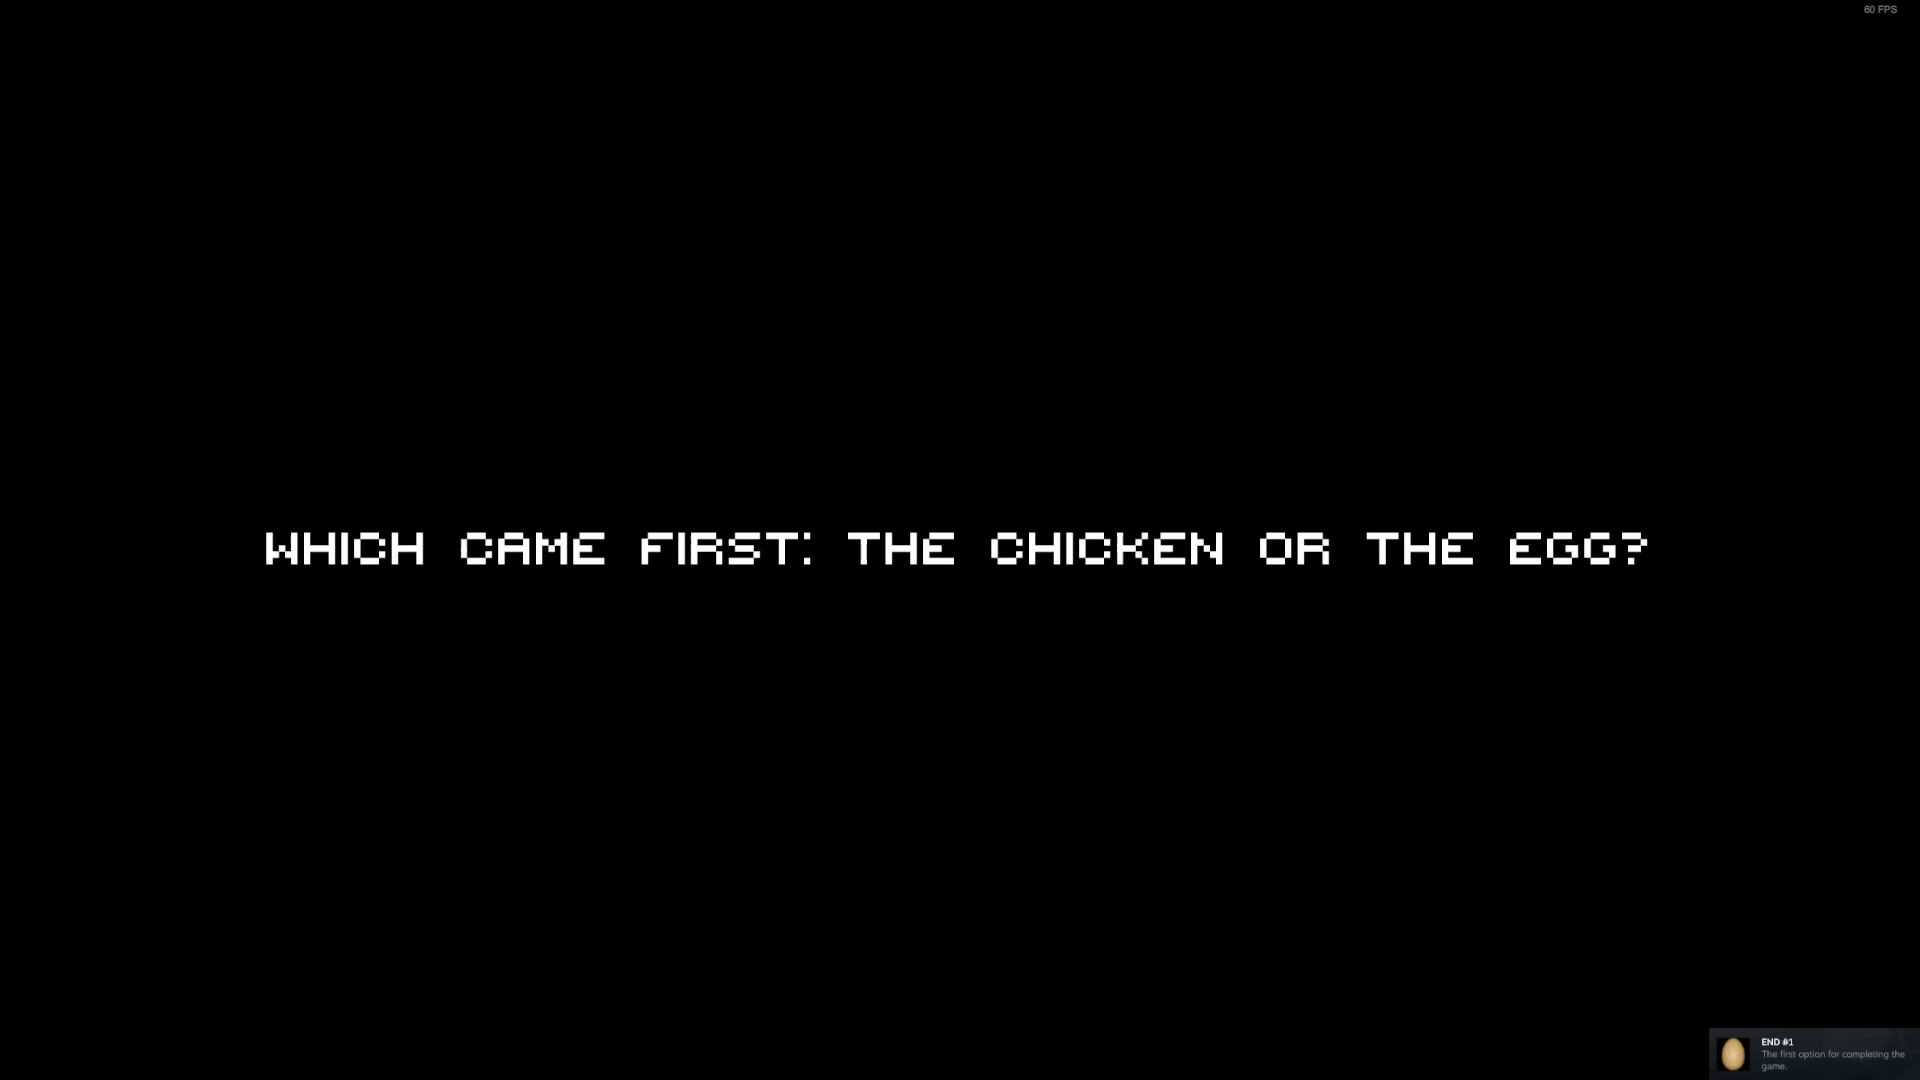 60 FPS
WHICH CAME FIRST: THE CHICKEN OR THE EGG?
END #1
The first option for completing the
game.